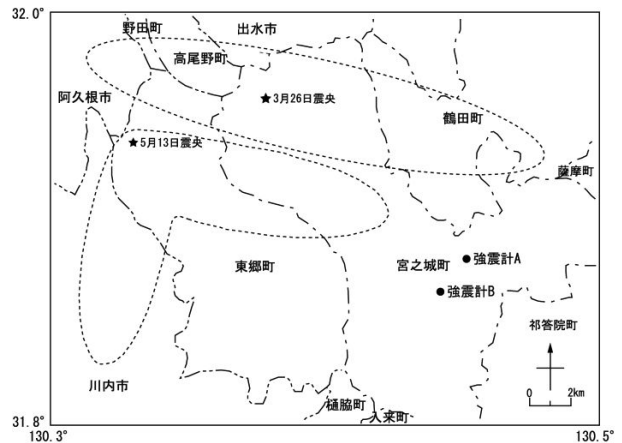 32.0°
野田町
出水市
高尾野町
★3月26日震央
阿久根市
鶴田町
★5月13日震央
薩摩町
東郷町
宮之城町
●強震計A
●強震計B
祁答院町
川内市
0 2km
樋脇町
入来町
31.8°
130.3°
130.5°